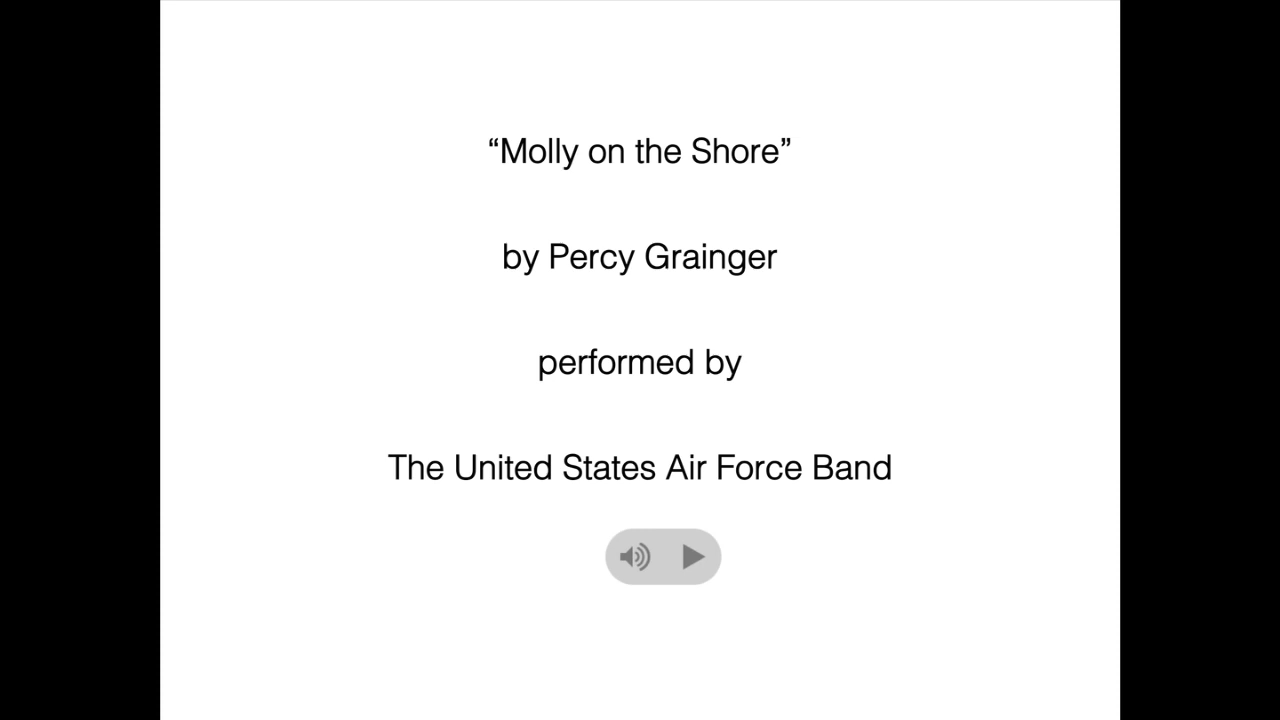 “Molly on the Shore”
by Percy Grainger
performed by
The United States Air Force Band